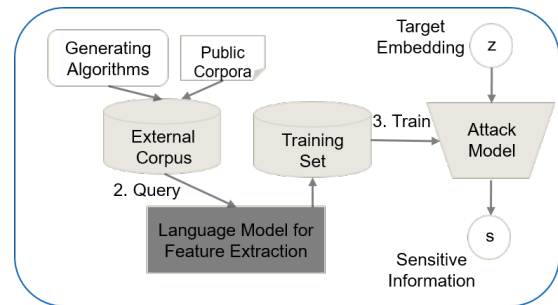 Generating
Algorithms
Public
Corpora
Target
Embedding
z
External
Corpus
Training
Set
3. Train
Attack
Model
2. Query
Language Model for
Feature Extraction
s
Sensitive
Information